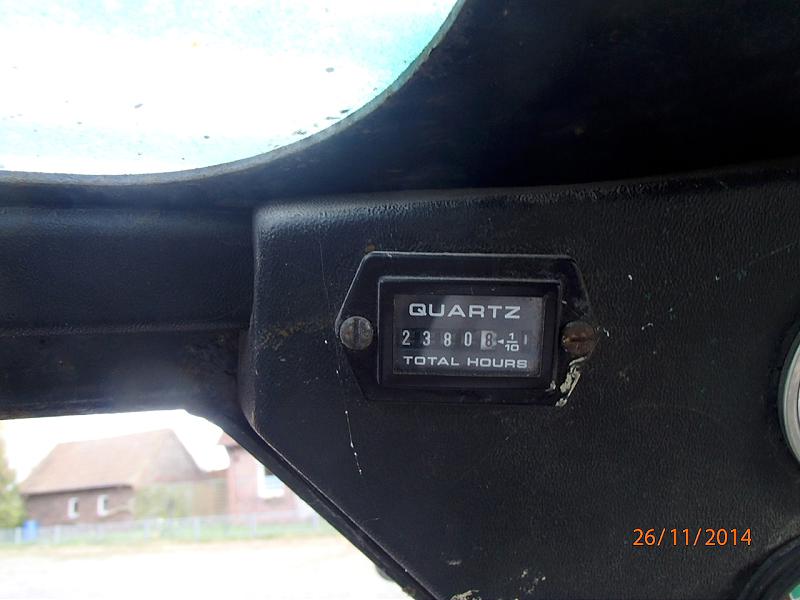 QUARTZ
23808 ◄ 1/10
TOTAL HOURS
26/11/2014